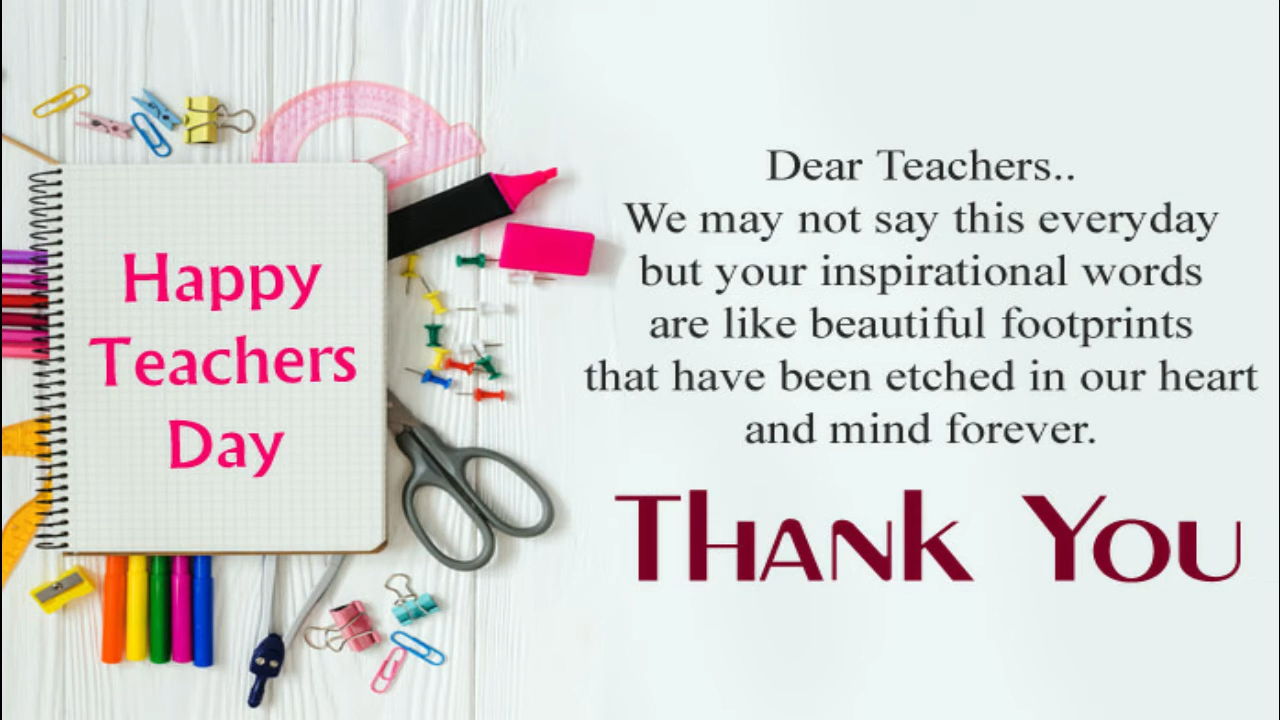 Happy
Teachers
Day
Dear Teachers..
We may not say this everyday
but your inspirational words
are like beautiful footprints
that have been etched in our heart
and mind forever.
THANK YOU